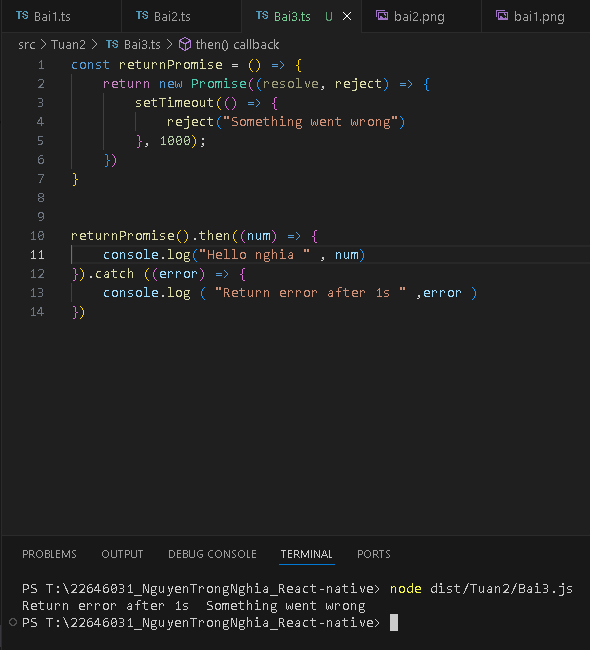 TS Bai1.ts TS Bai2.ts TS Bai3.ts U bai2.png bai1.png
src > Tuan2 > TS Bai3.ts > then() callback
1 const returnPromise = () => {
2 return new Promise((resolve, reject) => {
3 setTimeout(() => {
4 reject("Something went wrong")
5 }, 1000);
6 })
7 }
8
9
10 returnPromise().then((num) => {
11 console.log("Hello nghia " , num)
12 }).catch ((error) => {
13 console.log ( "Return error after 1s " ,error )
14 })
PROBLEMS OUTPUT DEBUG CONSOLE TERMINAL PORTS
PS T:\22646031_NguyenTrongNghia_React-native> node dist/Tuan2/Bai3.js
Return error after 1s  Something went wrong
PS T:\22646031_NguyenTrongNghia_React-native>